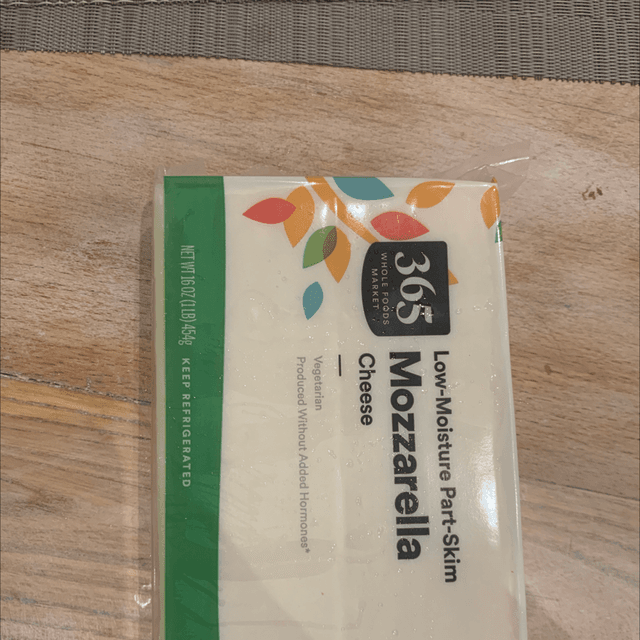 365
WHOLE FOODS
MARKET
Low-Moisture Part-Skim
Mozzarella
Cheese
Vegetarian
Produced Without Added Hormones*
NET WT 16 OZ (1 LB) 454g
KEEP REFRIGERATED